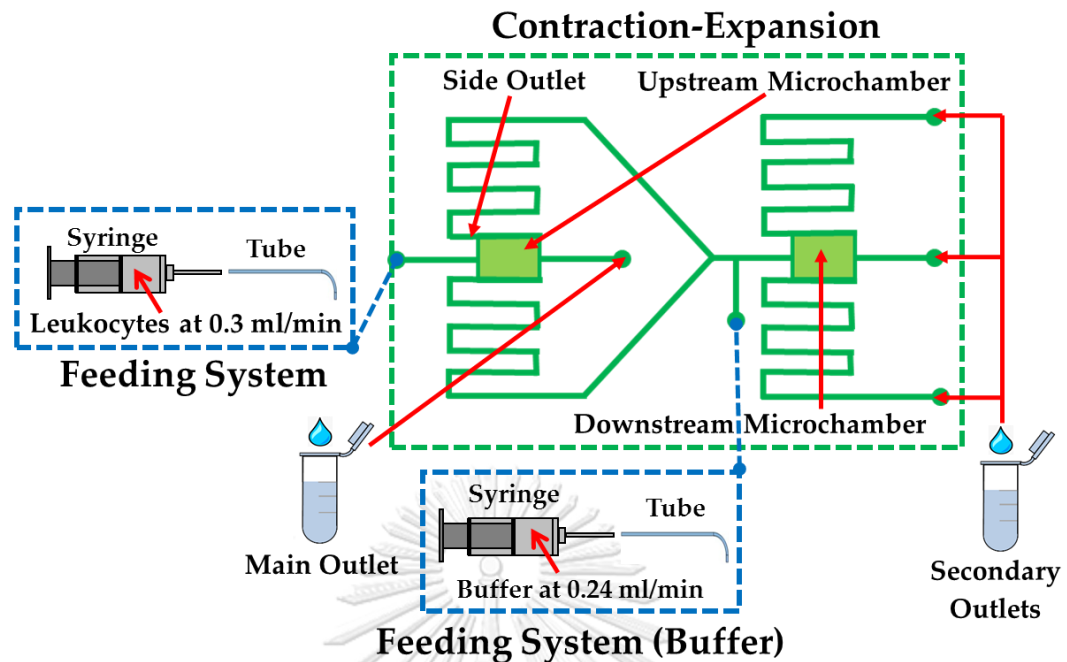 Contraction-Expansion
Side Outlet
Upstream Microchamber
Syringe
Tube
Leukocytes at 0.3 ml/min
Feeding System
Downstream Microchamber
Main Outlet
Syringe
Tube
Buffer at 0.24 ml/min
Feeding System (Buffer)
Secondary
Outlets